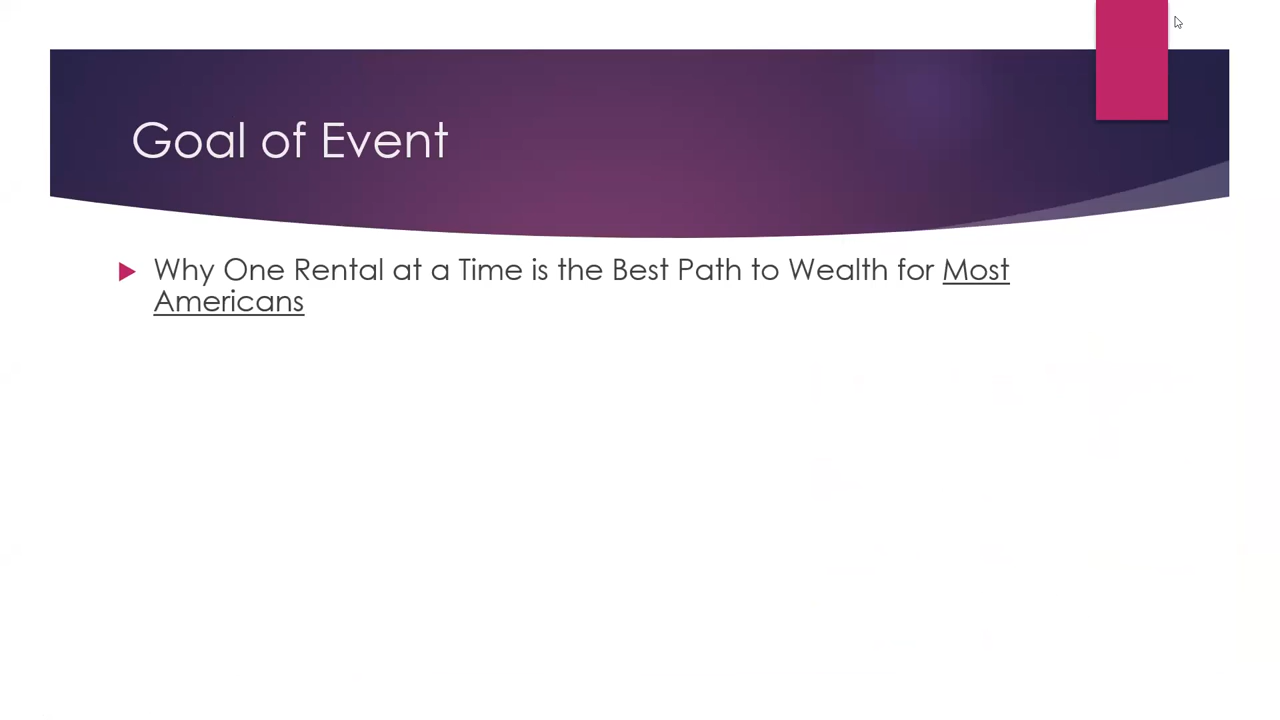 Goal of Event
Why One Rental at a Time is the Best Path to Wealth for Most
Americans